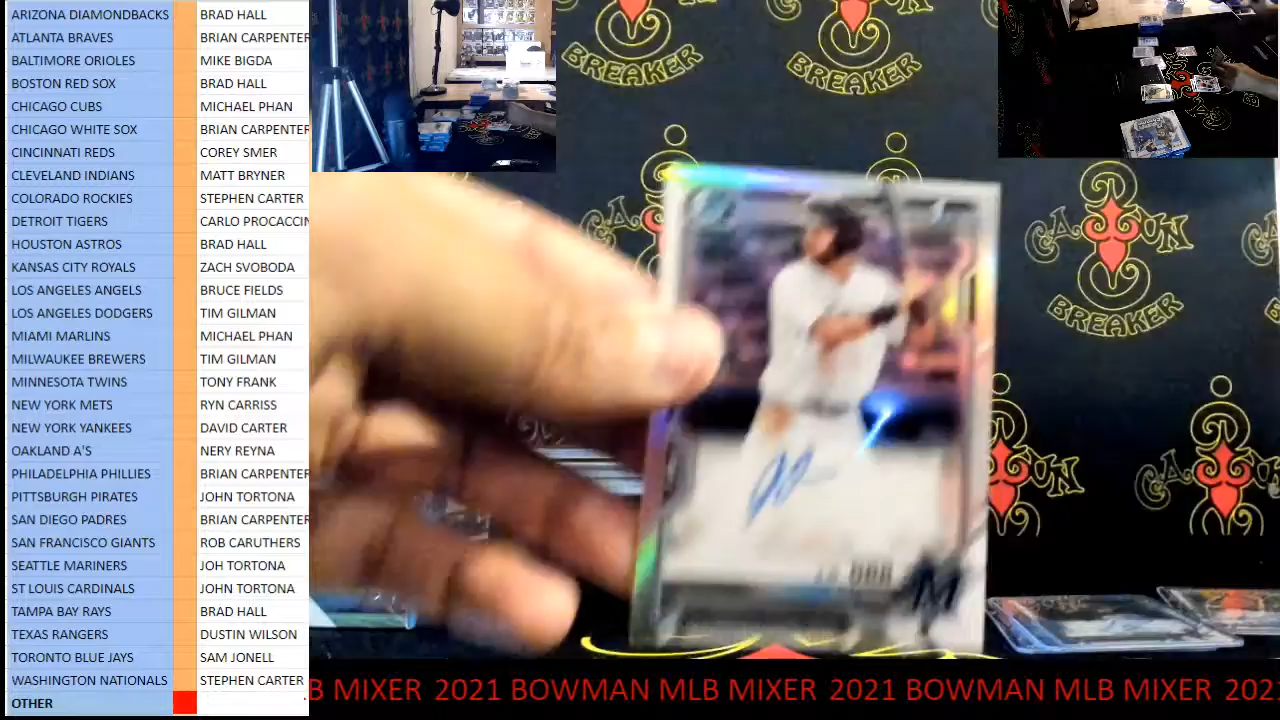 ARIZONA DIAMONDBACKS BRAD HALL
ATLANTA BRAVES BRIAN CARPENTER
BALTIMORE ORIOLES MIKE BIGDA
BRAD HALL
CHICAGO CUBS MICHAEL PHAN
CHICAGO WHITE SOX BRIAN CARPENTER
CINCINNATI REDS COREY SMER
CLEVELAND INDIANS MATT BRYNER
COLORADO ROCKIES STEPHEN CARTER
DETROIT TIGERS CARLO PROCACCIN
HOUSTON ASTROS BRAD HALL
KANSAS CITY ROYALS ZACH SVOBODA
LOS ANGELES ANGELS BRUCE FIELDS
LOS ANGELES DODGERS TIM GILMAN
MIAMI MARLINS MICHAEL PHAN
MILWAUKEE BREWERS TIM GILMAN
MINNESOTA TWINS TONY FRANK
NEW YORK METS RYN CARRISS
NEW YORK YANKEES DAVID CARTER
OAKLAND A'S NERY REYNA
PHILADELPHIA PHILLIES BRIAN CARPENTER
PITTSBURGH PIRATES JOHN TORTONA
SAN DIEGO PADRES BRIAN CARPENTER
SAN FRANCISCO GIANTS ROB CARUTHERS
SEATTLE MARINERS JOH TORTONA
ST LOUIS CARDINALS JOHN TORTONA
TAMPA BAY RAYS BRAD HALL
TEXAS RANGERS DUSTIN WILSON
TORONTO BLUE JAYS SAM JONELL
WASHINGTON NATIONALS STEPHEN CARTER
OTHER
BREAKER
BREAKER
CAJUN
BREAKER
M
B MIXER 2021 BOWMAN MLB MIXER 2021 BOWMAN MLB MIXER 202